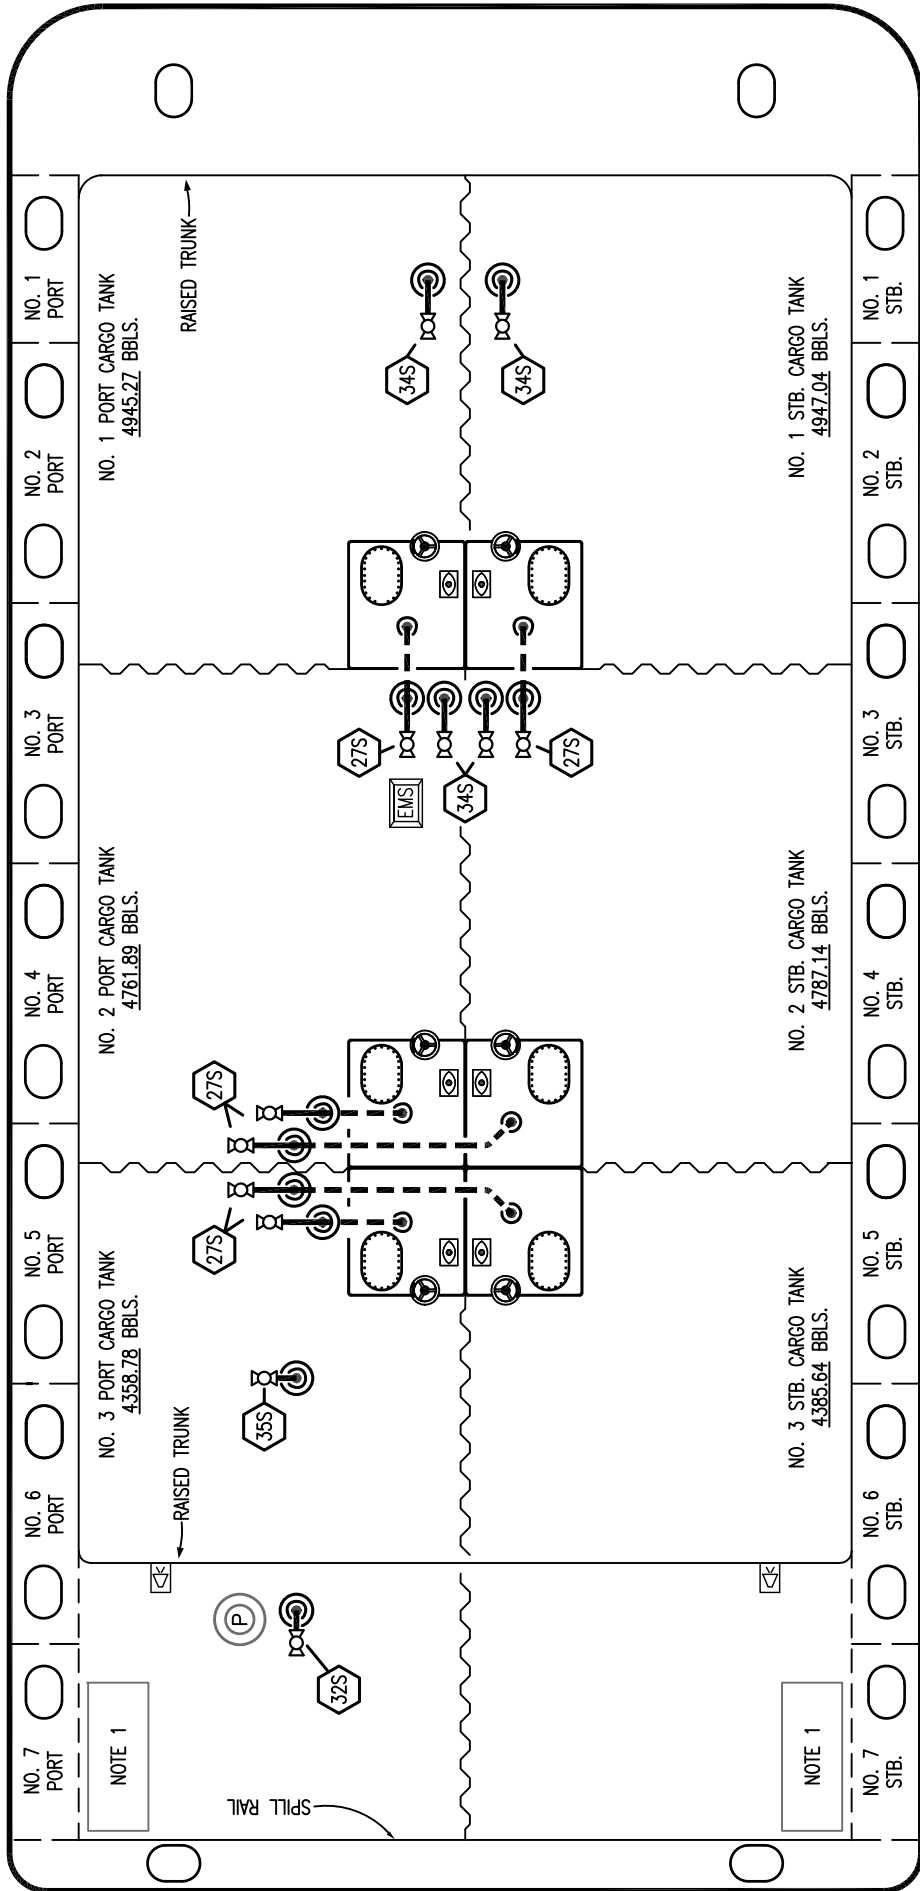 NO. 1
PORT
NO. 2
PORT
NO. 3
PORT
NO. 4
PORT
NO. 5
PORT
NO. 6
PORT
NO. 7
PORT
NO. 1 PORT CARGO TANK
4945.27 BBLS.
RAISED TRUNK
NO. 2 PORT CARGO TANK
4761.89 BBLS.
NO. 3 PORT CARGO TANK
4358.78 BBLS.
RAISED TRUNK
NOTE 1
34S
34S
27S
34S
27S
EMS
27S
27S
35S
P
32S
SPILL RAIL
NO. 1 STB. CARGO TANK
4947.04 BBLS.
NO. 2 STB. CARGO TANK
4787.14 BBLS.
NO. 3 STB. CARGO TANK
4385.64 BBLS.
NOTE 1
NO. 1
STB.
NO. 2
STB.
NO. 3
STB.
NO. 4
STB.
NO. 5
STB.
NO. 6
STB.
NO. 7
STB.